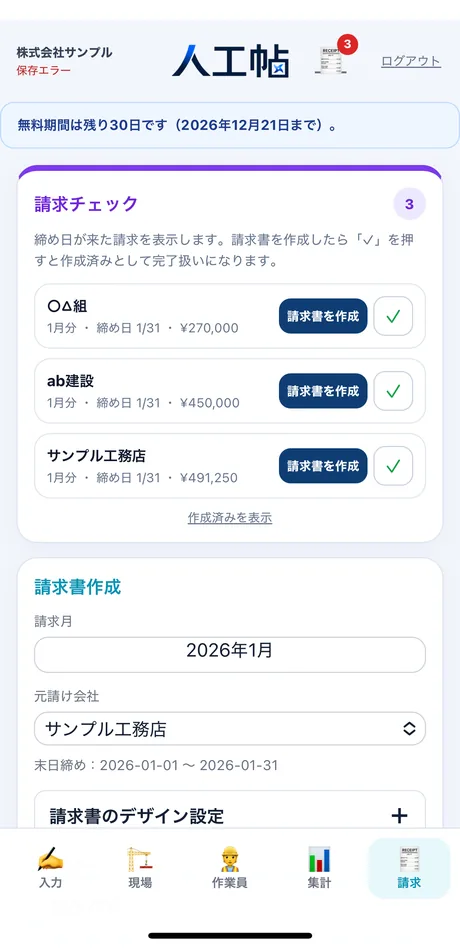 株式会社サンプル
保存エラー
人工帖
RECEIPT
3
ログアウト
無料期間は残り30日です（2026年12月21日まで）。
請求チェック
3
締め日が来た請求を表示します。請求書を作成したら「✓」を押
すと作成済みとして完了扱いになります。
〇△組
1月分 ・ 締め日 1/31 ・ ¥270,000
請求書を作成
✓
ab建設
1月分 ・ 締め日 1/31 ・ ¥450,000
請求書を作成
✓
サンプル工務店
1月分 ・ 締め日 1/31 ・ ¥491,250
請求書を作成
✓
作成済みを表示
請求書作成
請求月
2026年1月
元請け会社
サンプル工務店
末日締め：2026-01-01 〜 2026-01-31
請求書のデザイン設定
+
入力
現場
作業員
集計
RECEIPT
請求